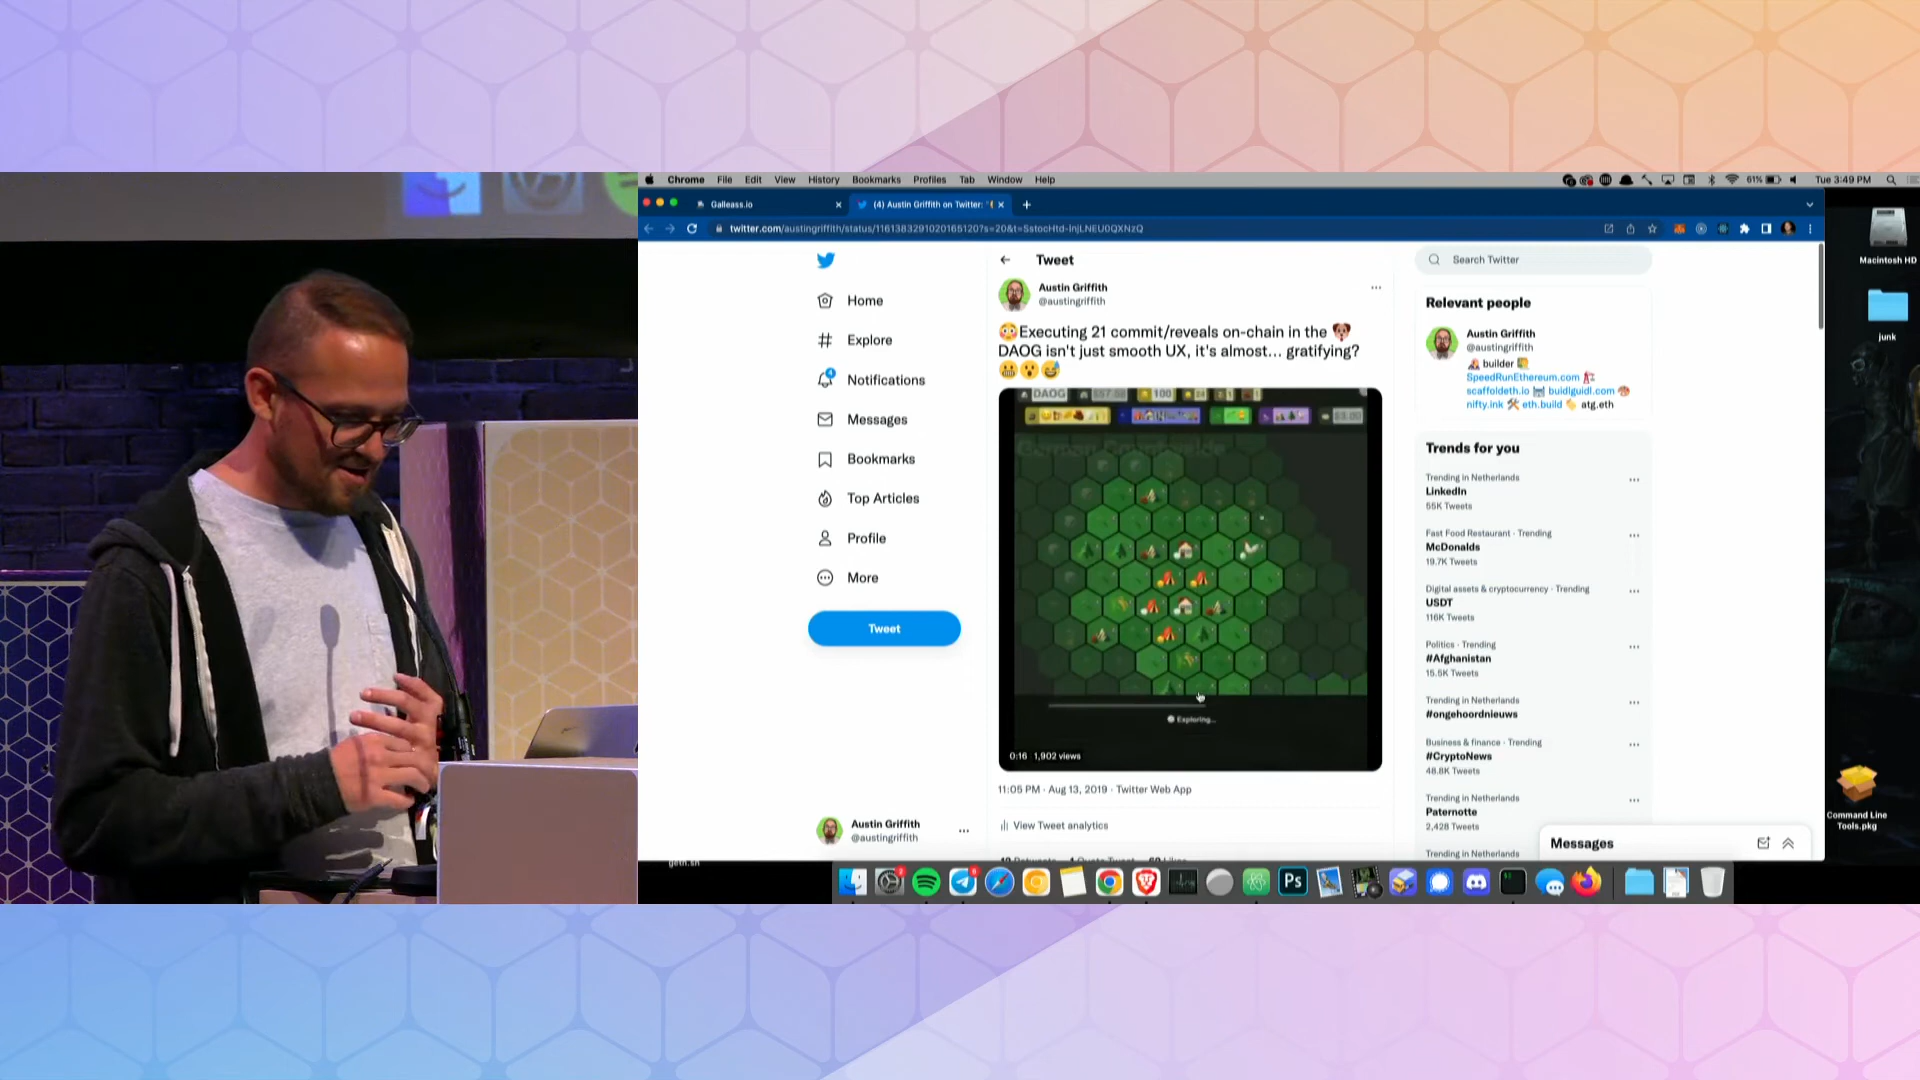 Chrome File Edit View History Bookmarks Profiles Tab Window Help
61%
Tue 3:49 PM
Galleass.io
(4) Austin Griffith on Twitter: "
Macintosh HD
junk
Command Line
Tools.pkg
Home
Explore
Notifications
Messages
Bookmarks
Top Articles
Profile
More
Tweet
Austin Griffith
@austingriffith
Tweet
Austin Griffith
@austingriffith
😳Executing 21 commit/reveals on-chain in the 🐶
DAOG isn't just smooth UX, it's almost... gratifying?
😬😮😅
DAOG
100
$3.00
Exploring...
0:16 1,902 views
11:05 PM · Aug 13, 2019 · Twitter Web App
View Tweet analytics
Search Twitter
Relevant people
Austin Griffith
@austingriffith
builder
SpeedRunEthereum.com
scaffoldeth.io buidlguidl.com
nifty.ink eth.build atg.eth
Trends for you
Trending in Netherlands
LinkedIn
55K Tweets
Fast Food Restaurant · Trending
McDonalds
19.7K Tweets
Digital assets & cryptocurrency · Trending
USDT
116K Tweets
Politics · Trending
#Afghanistan
15.5K Tweets
Trending in Netherlands
#ongehoordnieuws
Business & finance · Trending
#CryptoNews
48.8K Tweets
Trending in Netherlands
Paternotte
2,428 Tweets
Trending in Netherlands
Messages
Ps